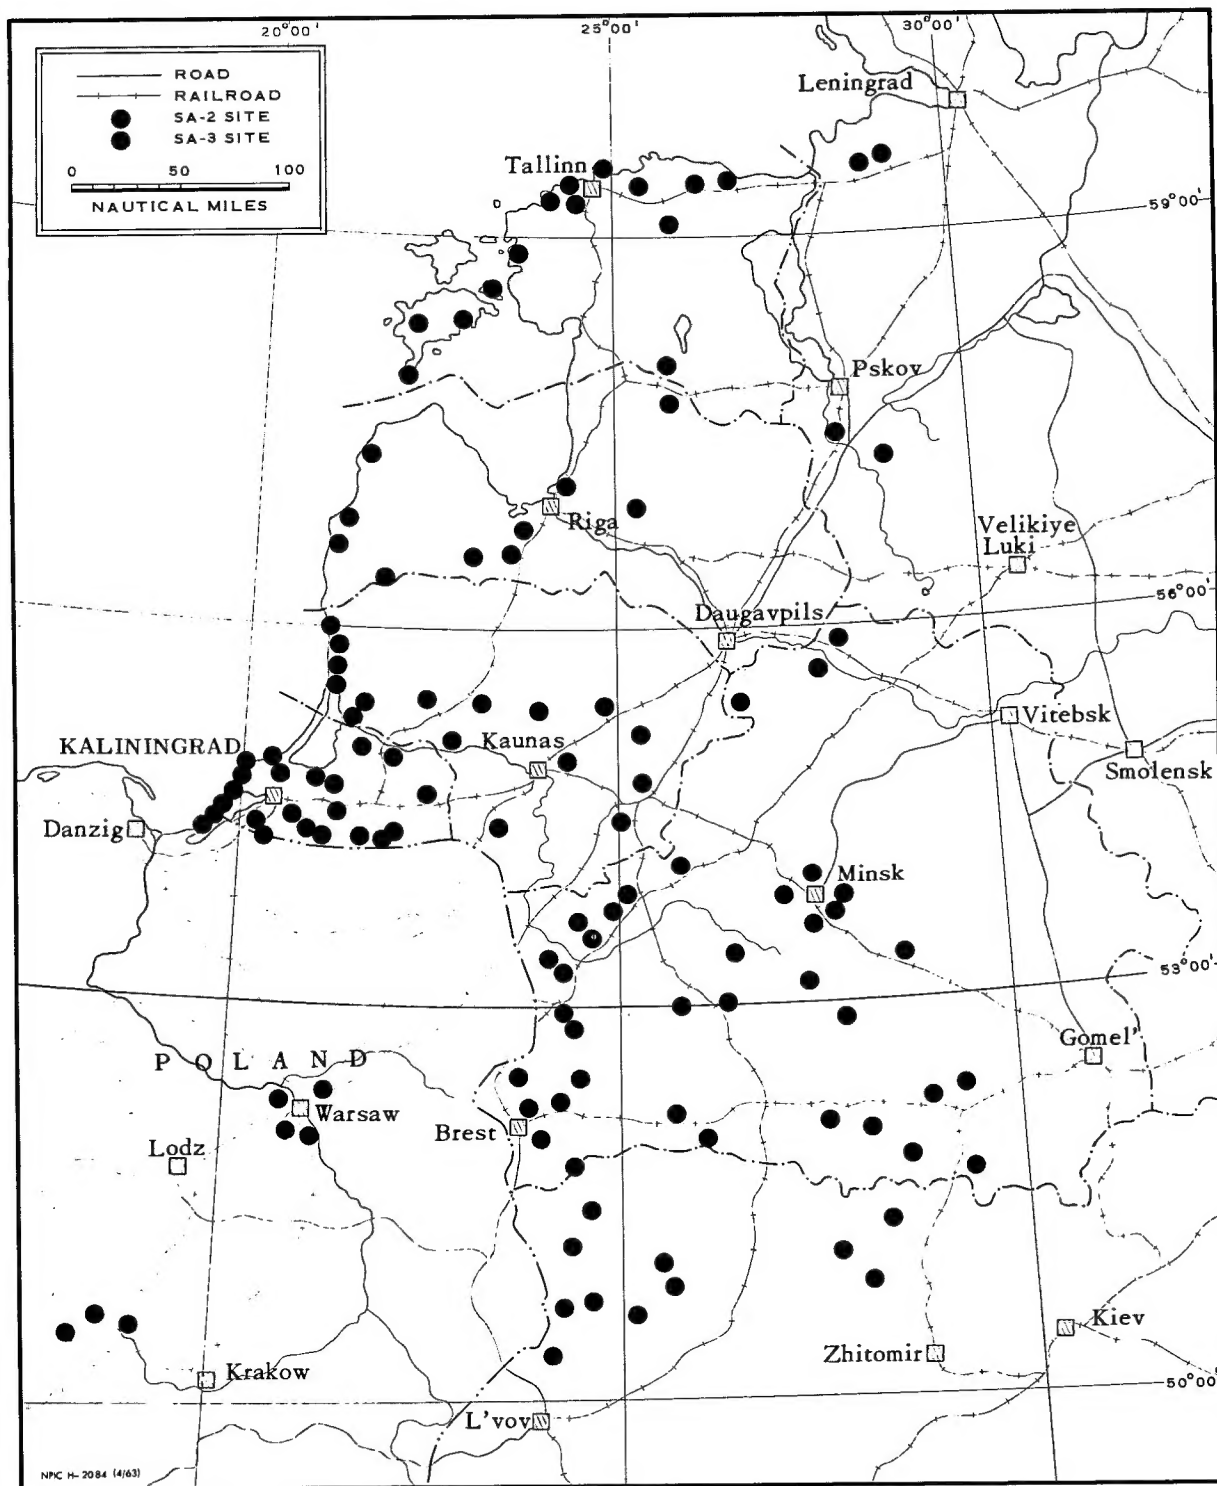 20°00'
25°00'
30°00'
ROAD
RAILROAD
SA-2 SITE
SA-3 SITE
0 50 100
NAUTICAL MILES
Leningrad
Tallinn
59°00'
Pskov
Riga
Velikiye
Luki
56°00'
Daugavpils
Vitebsk
KALININGRAD
Kaunas
Smolensk
Danzig
Minsk
53°00'
Gomel'
POLAND
Warsaw
Brest
Lodz
Kiev
Zhitomir
Krakow
50°00'
L'vov
NPIC H-2084 (4/63)